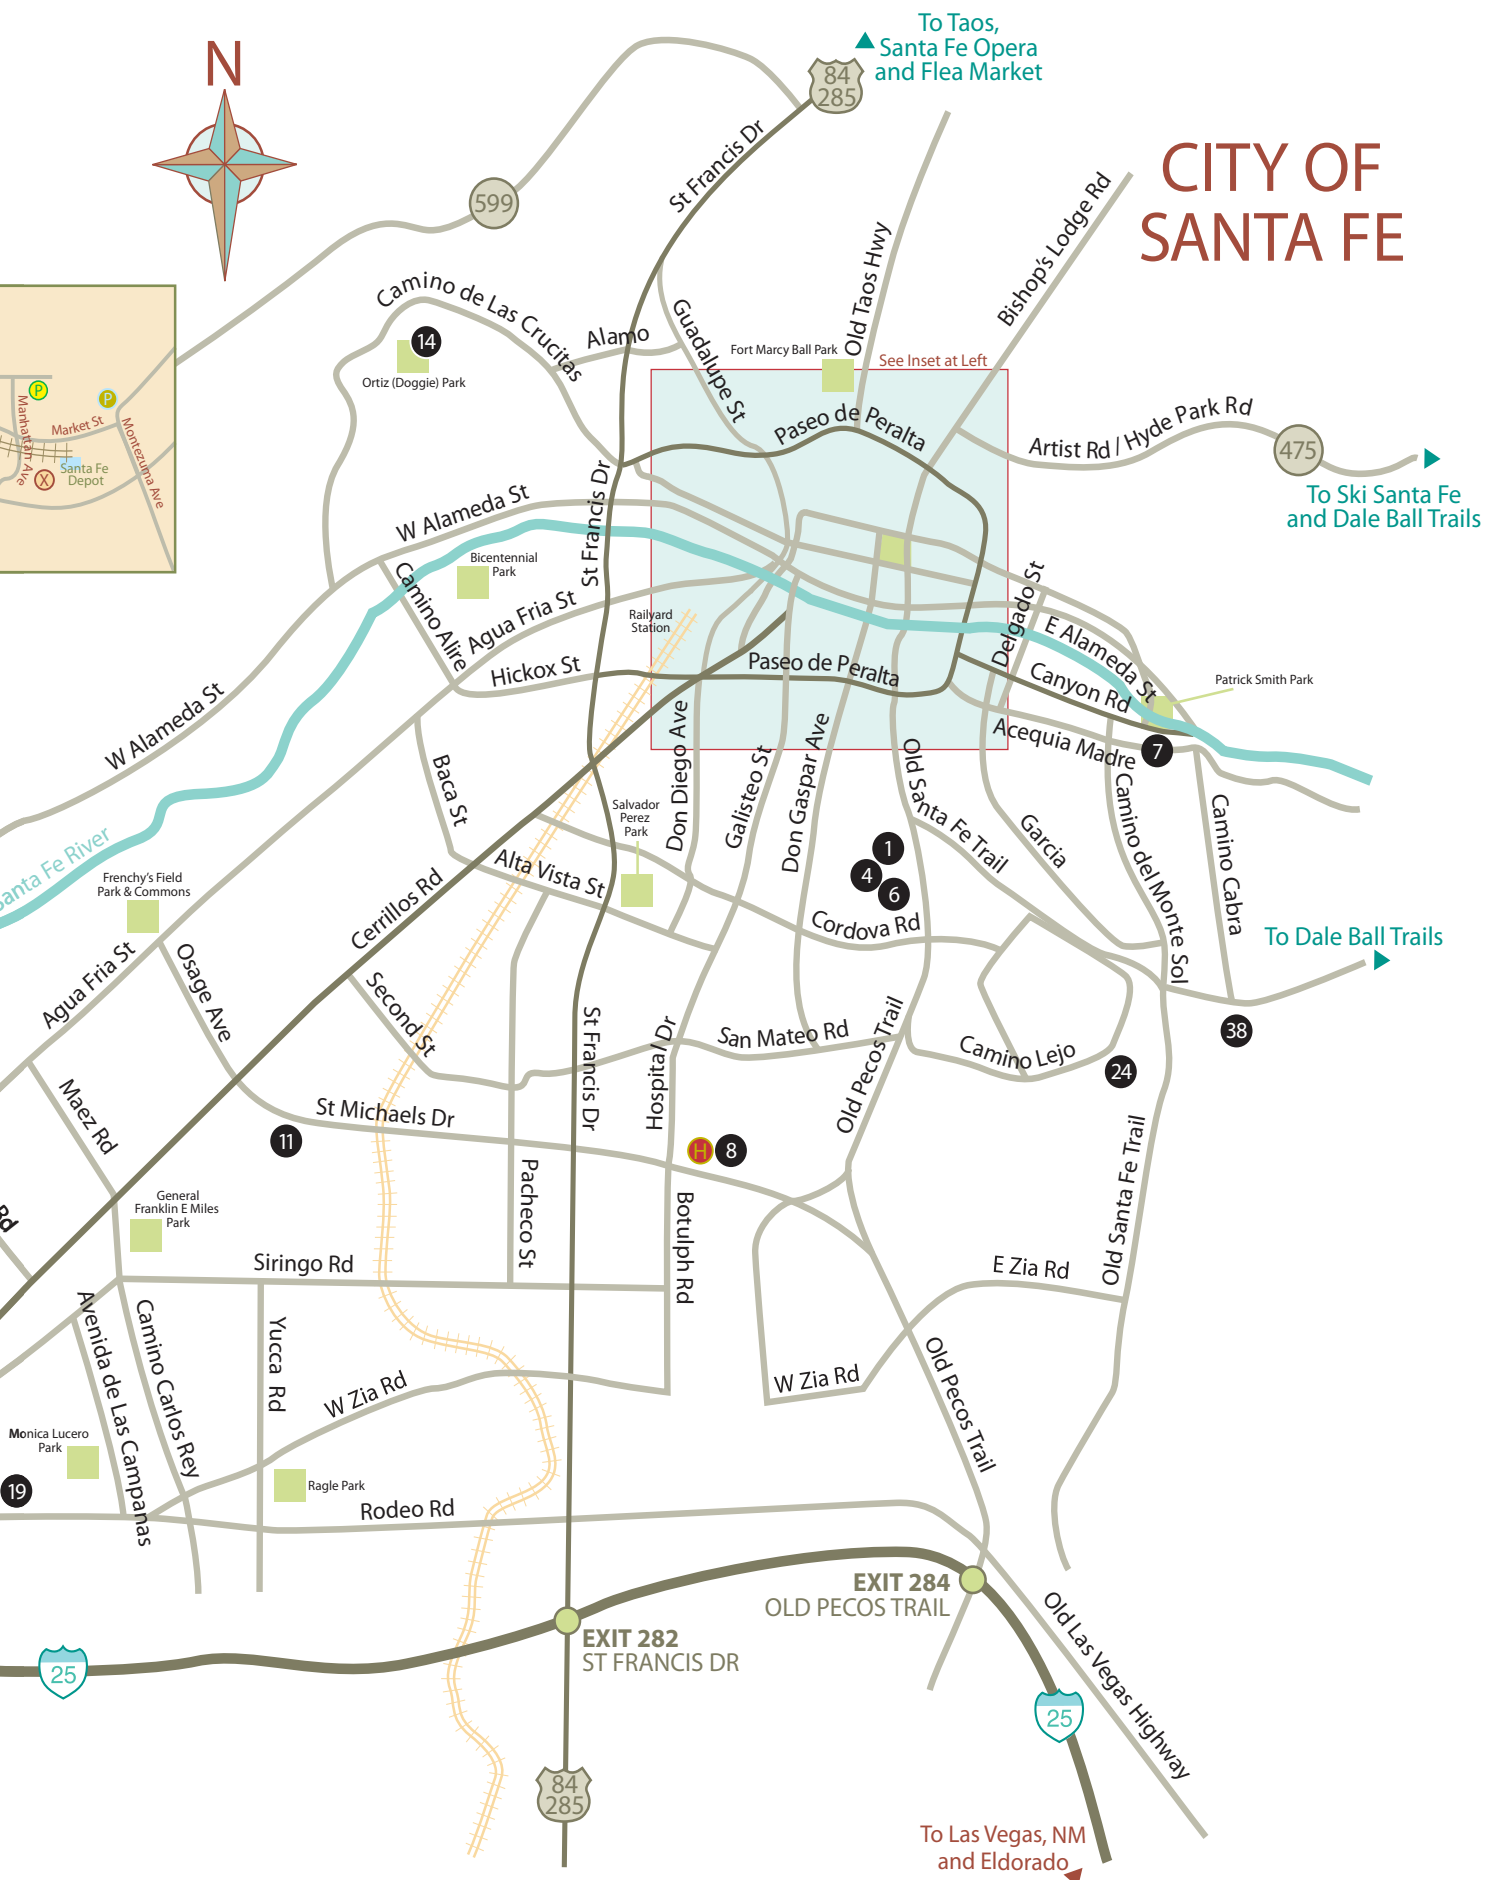 To Taos,
Santa Fe Opera
and Flea Market
84
285
N
CITY OF
SANTA FE
599
St Francis Dr
Old Taos Hwy
Bishop's Lodge Rd
Camino de Las Crucitas
Alamo
Guadalupe St
14
Ortiz (Doggie) Park
Fort Marcy Ball Park
See Inset at Left
Paseo de Peralta
Artist Rd / Hyde Park Rd
475
To Ski Santa Fe
and Dale Ball Trails
P
P
Manhattan Ave
Market St
Montezuma Ave
Santa Fe
Depot
X
W Alameda St
St Francis Dr
Bicentennial
Park
Camino Alire
Agua Fria St
Railyard
Station
Hickox St
Paseo de Peralta
Delgado St
E Alameda St
Canyon Rd
Patrick Smith Park
Acequia Madre
7
W Alameda St
Baca St
Salvador
Perez
Park
Don Diego Ave
Galisteo St
Don Gaspar Ave
Old Santa Fe Trail
Garcia
Camino del Monte Sol
Camino Cabra
1
4
6
Santa Fe River
Frenchy's Field
Park & Commons
Alta Vista St
Cerrillos Rd
Cordova Rd
To Dale Ball Trails
Agua Fria St
Osage Ave
Second St
St Francis Dr
Hospital Dr
San Mateo Rd
Old Pecos Trail
Camino Lejo
38
24
Maez Rd
St Michaels Dr
11
H
8
Pacheco St
Botulph Rd
Old Santa Fe Trail
General
Franklin E Miles
Park
Rd
Siringo Rd
E Zia Rd
Avenida de Las Campanas
Camino Carlos Rey
Yucca Rd
W Zia Rd
W Zia Rd
Old Pecos Trail
Monica Lucero
Park
19
Ragle Park
Rodeo Rd
EXIT 284
OLD PECOS TRAIL
EXIT 282
ST FRANCIS DR
25
25
Old Las Vegas Highway
84
285
To Las Vegas, NM
and Eldorado